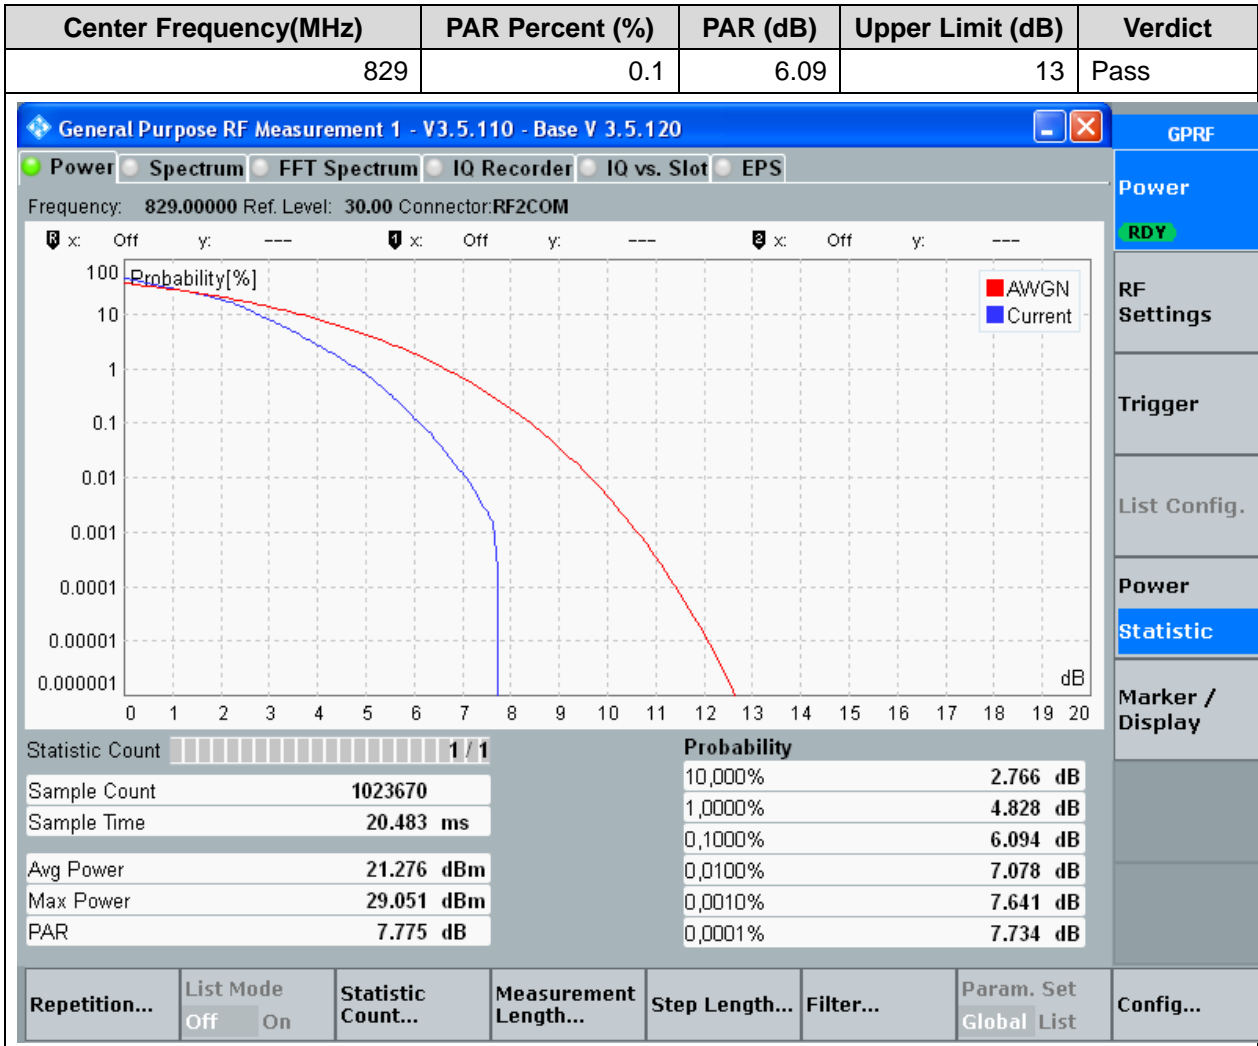 Center Frequency(MHz) PAR Percent (%) PAR (dB) Upper Limit (dB) Verdict
829 0.1 6.09 13 Pass
General Purpose RF Measurement 1 - V3.5.110 - Base V 3.5.120
GPRF
Power Spectrum FFT Spectrum IQ Recorder IQ vs. Slot EPS
Frequency: 829.00000 Ref. Level: 30.00 Connector:RF2COM
R x: Off y: --- 1 x: Off y: --- 2 x: Off y: ---
Probability[%]
100
10
1
0.1
0.01
0.001
0.0001
0.00001
0.000001
AWGN
Current
dB
0 1 2 3 4 5 6 7 8 9 10 11 12 13 14 15 16 17 18 19 20
Statistic Count 1 / 1
Sample Count 1023670
Sample Time 20.483 ms
Avg Power 21.276 dBm
Max Power 29.051 dBm
PAR 7.775 dB
Probability
10,000% 2.766 dB
1,0000% 4.828 dB
0,1000% 6.094 dB
0,0100% 7.078 dB
0,0010% 7.641 dB
0,0001% 7.734 dB
Power
RDY
RF
Settings
Trigger
List Config.
Power
Statistic
Marker /
Display
Repetition...
List Mode
Off On
Statistic
Count...
Measurement
Length...
Step Length...
Filter...
Param. Set
Global List
Config...